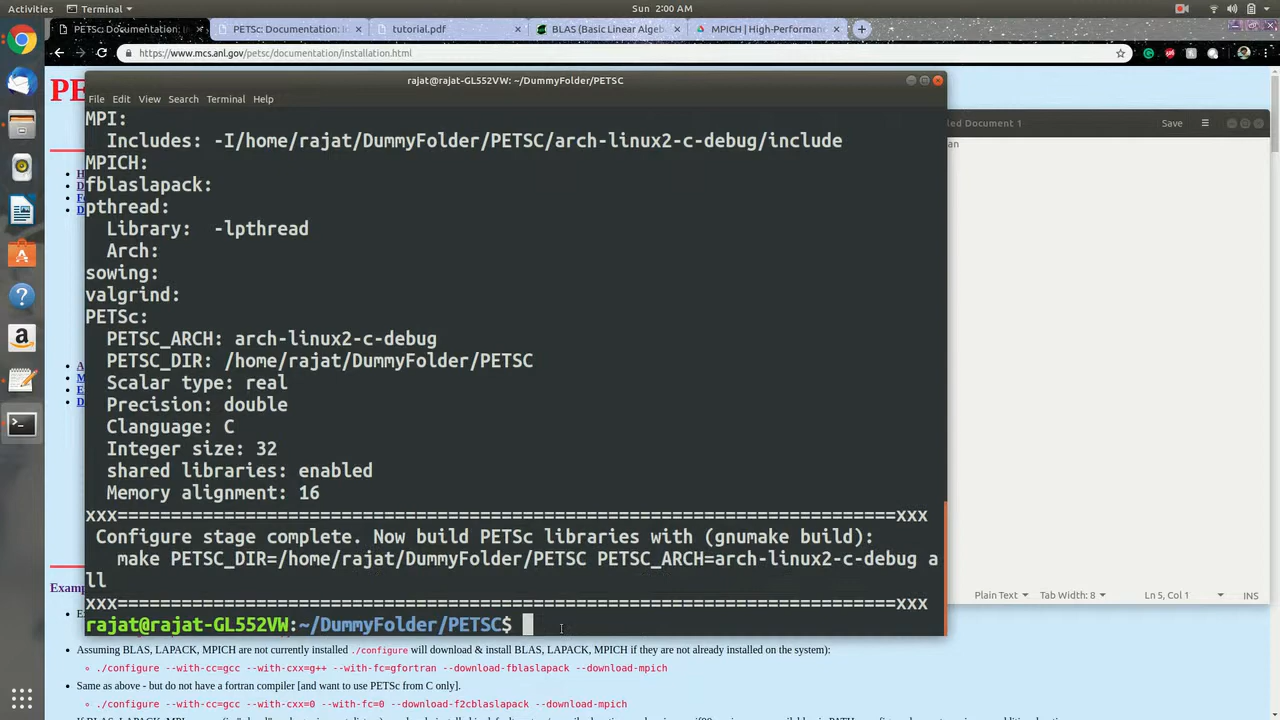 Activities
Terminal
Sun 2:00 AM
PETSc: Documentation: I
PETSc: Documentation: I
tutorial.pdf
BLAS (Basic Linear Algeb
MPICH | High-Performan
https://www.mcs.anl.gov/petsc/documentation/installation.html
PE
rajat@rajat-GL552VW: ~/DummyFolder/PETSC
File Edit View Search Terminal Help
led Document 1
Save
an
MPI:
Includes: -I/home/rajat/DummyFolder/PETSC/arch-linux2-c-debug/include
MPICH:
fblaslapack:
pthread:
Library: -lpthread
Arch:
sowing:
valgrind:
PETSc:
PETSC_ARCH: arch-linux2-c-debug
PETSC_DIR: /home/rajat/DummyFolder/PETSC
Scalar type: real
Precision: double
Clanguage: C
Integer size: 32
shared libraries: enabled
Memory alignment: 16
xxx=========================================================================xxx
Configure stage complete. Now build PETSc libraries with (gnumake build):
make PETSC_DIR=/home/rajat/DummyFolder/PETSC PETSC_ARCH=arch-linux2-c-debug a
ll
xxx=========================================================================xxx
rajat@rajat-GL552VW:~/DummyFolder/PETSC$
Plain Text
Tab Width: 8
Ln 5, Col 1
INS
Examp
Assuming BLAS, LAPACK, MPICH are not currently installed ./configure will download & install BLAS, LAPACK, MPICH if they are not already installed on the system):
./configure --with-cc=gcc --with-cxx=g++ --with-fc=gfortran --download-fblaslapack --download-mpich
Same as above - but do not have a fortran compiler [and want to use PETSc from C only].
./configure --with-cc=gcc --with-cxx=0 --with-fc=0 --download-f2cblaslapack --download-mpich